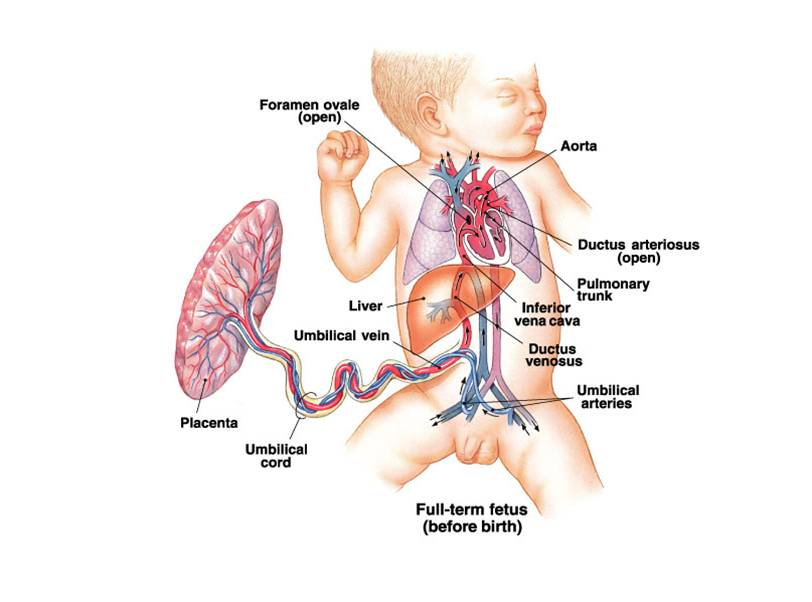 Foramen ovale
(open)
Aorta
Ductus arteriosus
(open)
Pulmonary
trunk
Liver
Inferior
vena cava
Umbilical vein
Ductus
venosus
Umbilical
arteries
Placenta
Umbilical
cord
Full-term fetus
(before birth)